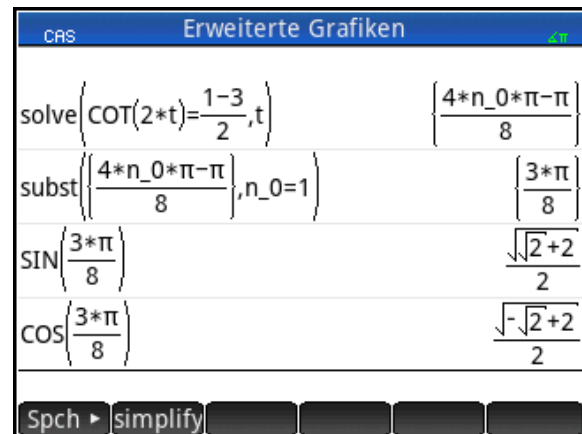 CAS Erweiterte Grafiken ∡π
solve(COT(2*t)=(1-3)/2,t) {(4*n_0*π-π)/8}
subst({(4*n_0*π-π)/8},n_0=1) {(3*π)/8}
SIN((3*π)/8) √(√2+2)/2
COS((3*π)/8) √(-√2+2)/2
Spch ▸ simplify